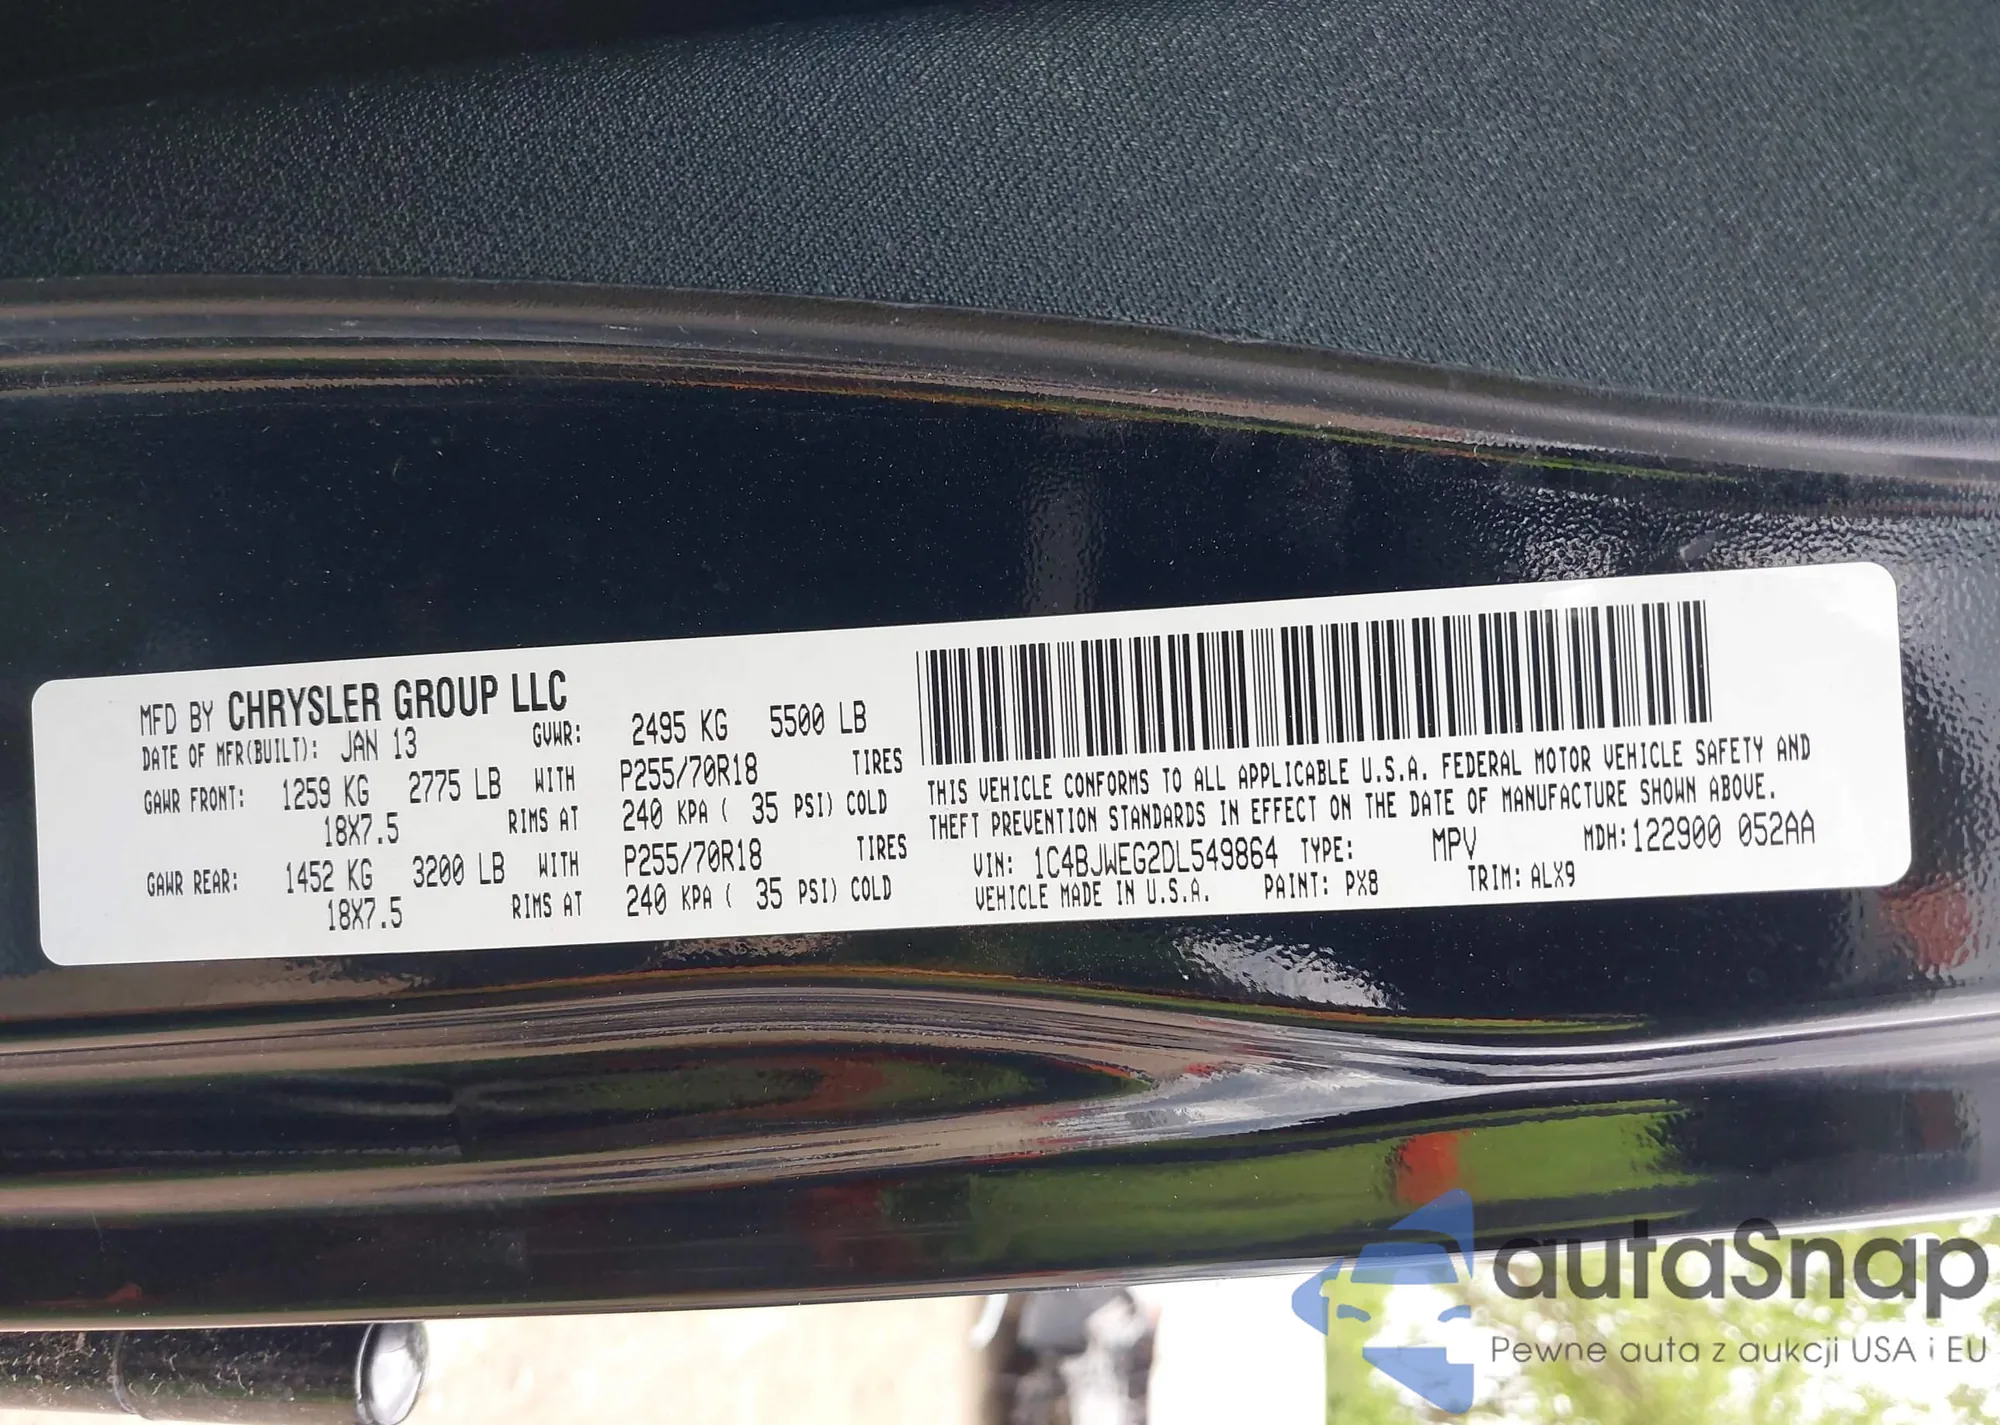 MFD BY CHRYSLER GROUP LLC
DATE OF MFR(BUILT): JAN 13 GVWR: 2495 KG 5500 LB
GAWR FRONT: 1259 KG 2775 LB WITH P255/70R18 TIRES
18X7.5 RIMS AT 240 KPA ( 35 PSI) COLD
GAWR REAR: 1452 KG 3200 LB WITH P255/70R18 TIRES
18X7.5 RIMS AT 240 KPA ( 35 PSI) COLD
THIS VEHICLE CONFORMS TO ALL APPLICABLE U.S.A. FEDERAL MOTOR VEHICLE SAFETY AND
THEFT PREVENTION STANDARDS IN EFFECT ON THE DATE OF MANUFACTURE SHOWN ABOVE.
VIN: 1C4BJWEG2DL549864 TYPE: MPV MDH:122900 052AA
VEHICLE MADE IN U.S.A. PAINT: PX8 TRIM: ALX9
autaSnap
Pewne auta z aukcji USA i EU